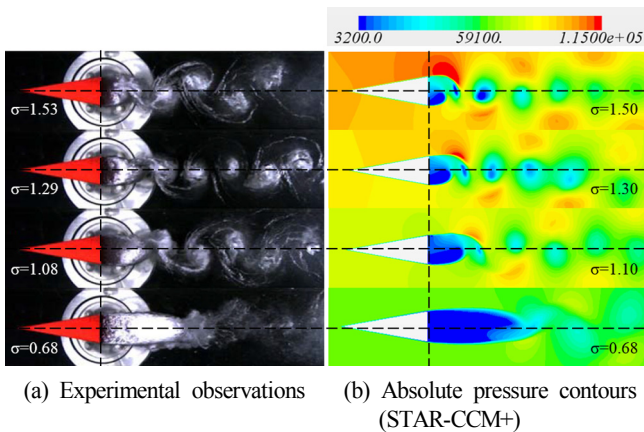 3200.0 59100. 1.1500e+05
σ=1.53
σ=1.50
σ=1.29
σ=1.30
σ=1.08
σ=1.10
σ=0.68
σ=0.68
(a) Experimental observations
(b) Absolute pressure contours
(STAR-CCM+)